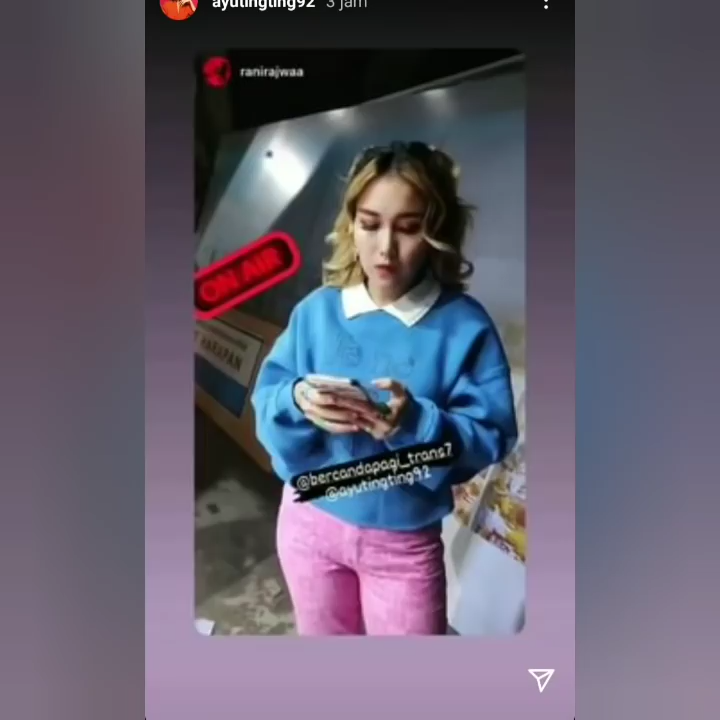 ayutingting92 3 jam
ranirajwaa
ON AIR
HARAPAN
@bercandapagi_trans7
@ayutingting92